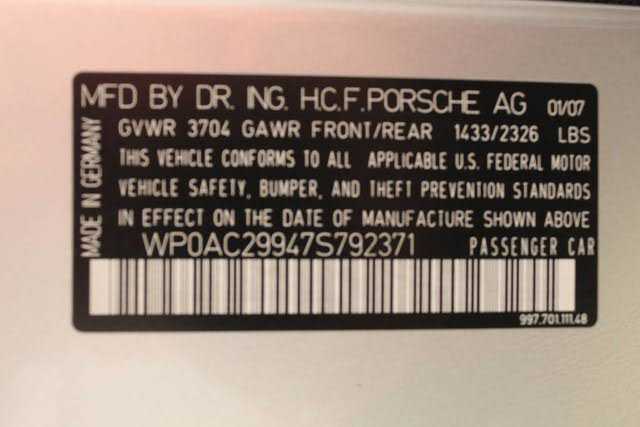 MFD BY DR. ING. H.C.F. PORSCHE AG 01/07
GVWR 3704 GAWR FRONT/REAR 1433/2326 LBS
THIS VEHICLE CONFORMS TO ALL APPLICABLE U.S. FEDERAL MOTOR
VEHICLE SAFETY, BUMPER, AND THEFT PREVENTION STANDARDS
IN EFFECT ON THE DATE OF MANUFACTURE SHOWN ABOVE
WP0AC29947S792371 PASSENGER CAR
997.701.111.48
MADE IN GERMANY